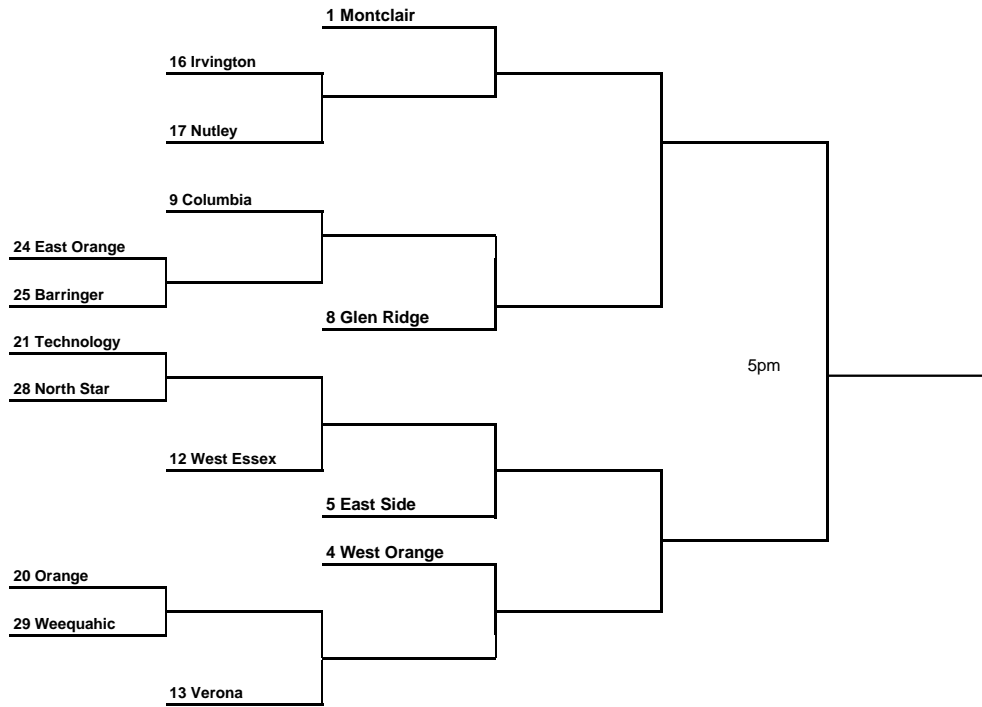 1 Montclair
16 Irvington
17 Nutley
9 Columbia
24 East Orange
25 Barringer
8 Glen Ridge
21 Technology
5pm
28 North Star
12 West Essex
5 East Side
4 West Orange
20 Orange
29 Weequahic
13 Verona